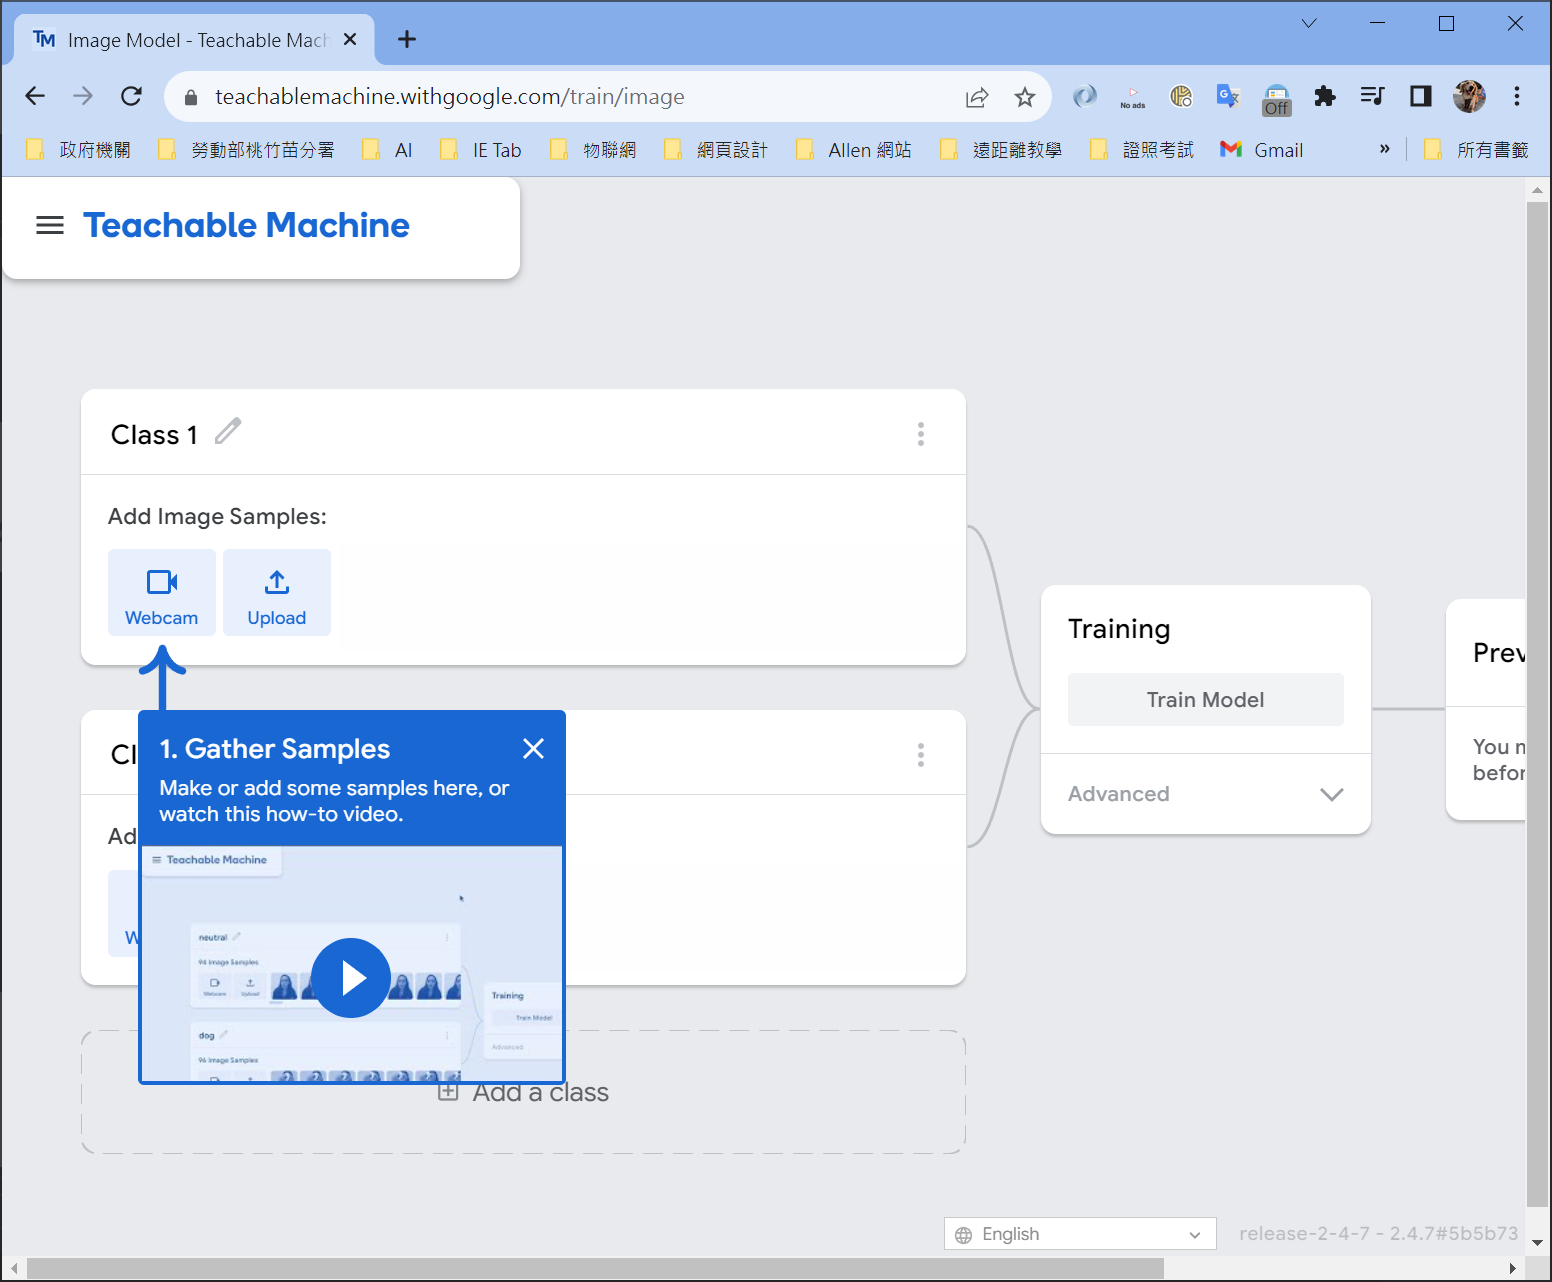 Image Model - Teachable Mach
teachablemachine.withgoogle.com/train/image
No ads
Off
政府機關 勞動部桃竹苗分署 AI IE Tab 物聯網 網頁設計 Allen 網站 遠距離教學 證照考試 Gmail » 所有書籤
Teachable Machine
Class 1
Add Image Samples:
Webcam Upload
Training
Train Model
Advanced
Prev
You m
befor
Cl
Ad
W
1. Gather Samples
Make or add some samples here, or
watch this how-to video.
Teachable Machine
neutral
94 Image Samples
Webcam Upload
Training
Train Model
Advanced
dog
96 Image Samples
Add a class
English
release-2-4-7 - 2.4.7#5b5b73